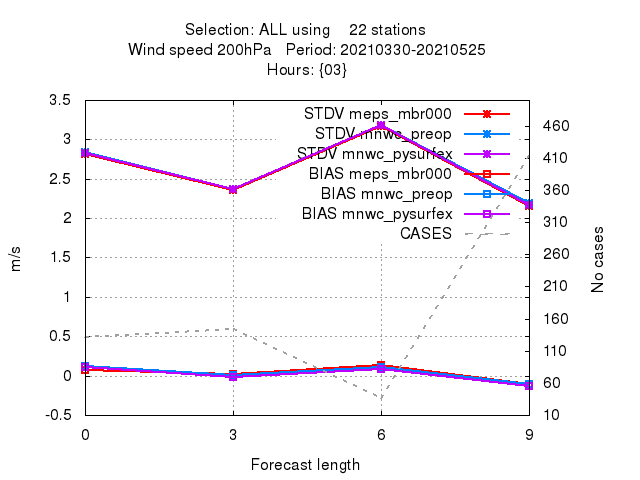 Selection: ALL using 22 stations
Wind speed 200hPa Period: 20210330-20210525
Hours: {03}
3.5
3
2.5
2
1.5
1
0.5
0
-0.5
m/s
STDV meps_mbr000
STDV mnwc_preop
STDV mnwc_pysurfex
BIAS meps_mbr000
BIAS mnwc_preop
BIAS mnwc_pysurfex
CASES
460
410
360
310
260
210
160
110
60
10
No cases
0 3 6 9
Forecast length